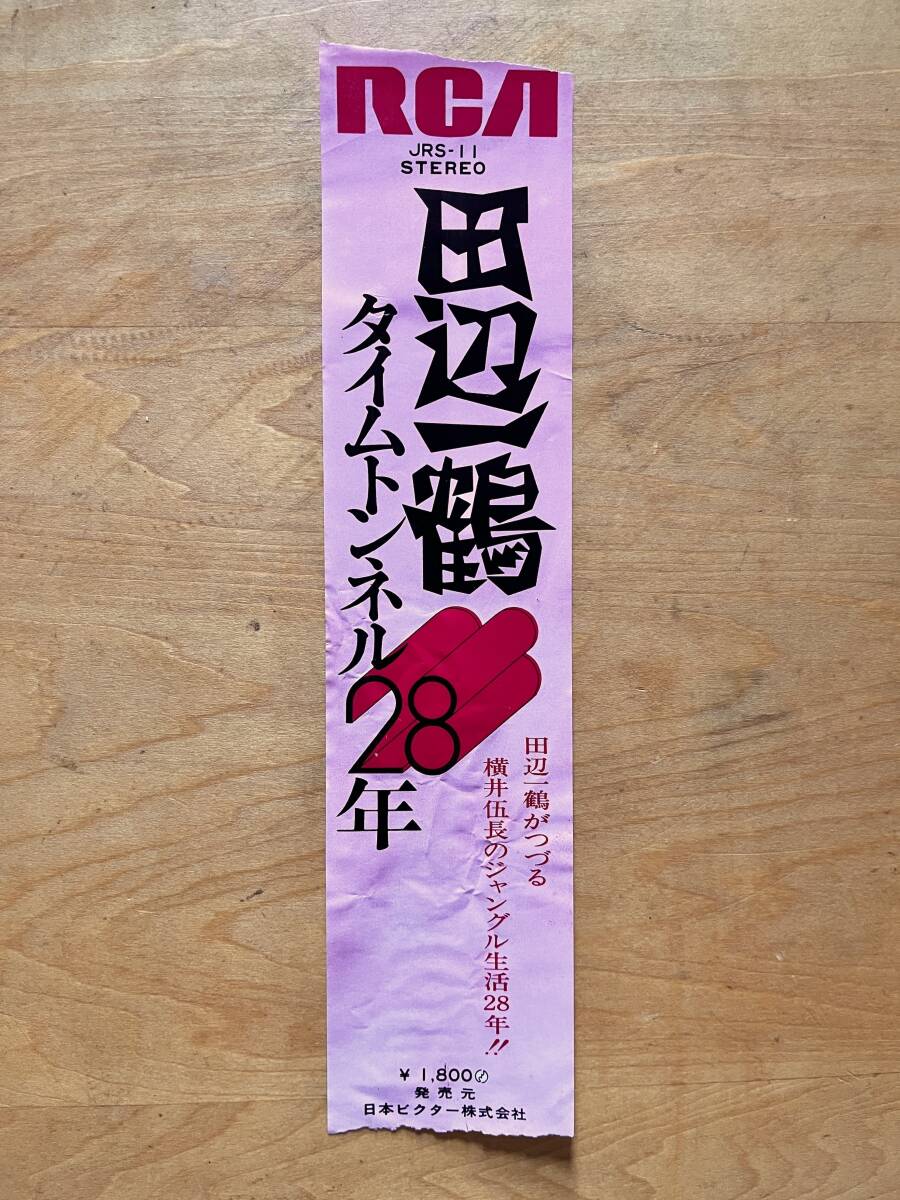 RCA
JRS-11
STEREO
田辺一鶴
タイムトンネル28年
田辺一鶴がつづる
横井伍長のジャングル生活28年!!
¥1,800
発売元
日本ビクター株式会社